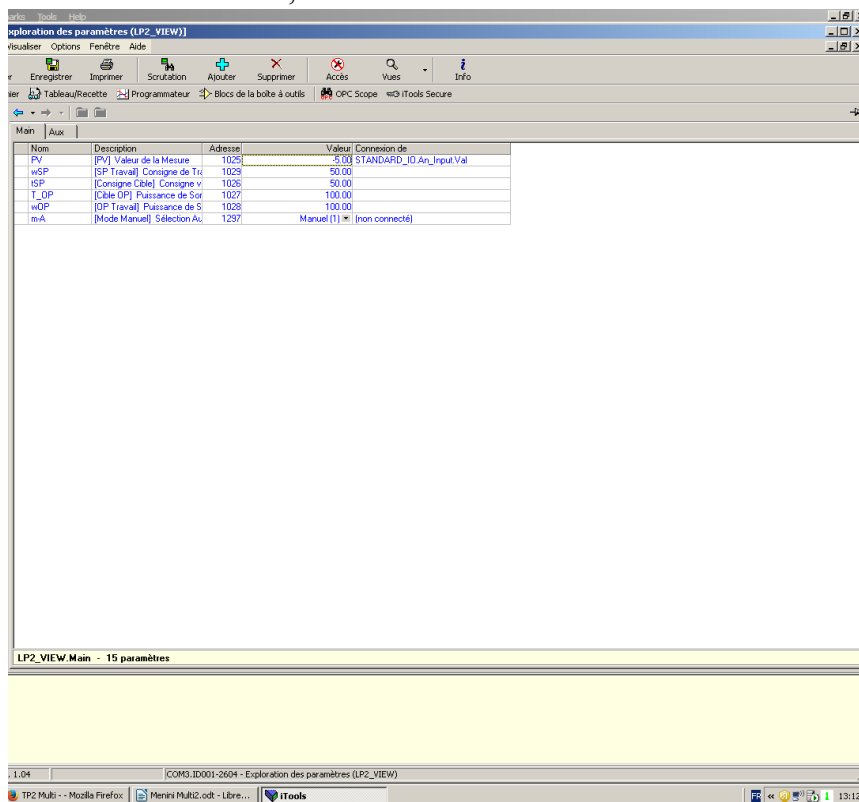 arks Tools Help
xploration des paramètres (LP2_VIEW)]
Visualiser Options Fenêtre Aide
er Enregistrer Imprimer Scrutation Ajouter Supprimer Accès Vues Info
nier Tableau/Recette Programmateur Blocs de la boîte à outils OPC Scope iTools Secure
Main Aux
Nom Description Adresse Valeur Connexion de
PV [PV] Valeur de la Mesure 1025 -5.00 STANDARD_IO.An_Input.Val
wSP [SP Travail] Consigne de Tra 1029 50.00
tSP [Consigne Cible] Consigne v 1026 50.00
T_OP [Cible OP] Puissance de Sor 1027 100.00
wOP [OP Travail] Puissance de S 1028 100.00
m-A [Mode Manuel] Sélection Au 1297 Manuel (1) (non connecté)
LP2_VIEW.Main - 15 paramètres
. 1.04 COM3.ID001-2604 - Exploration des paramètres (LP2_VIEW)
TP2 Multi - - Mozilla Firefox Menini Multi2.odt - Libre... iTools FR « 13:12